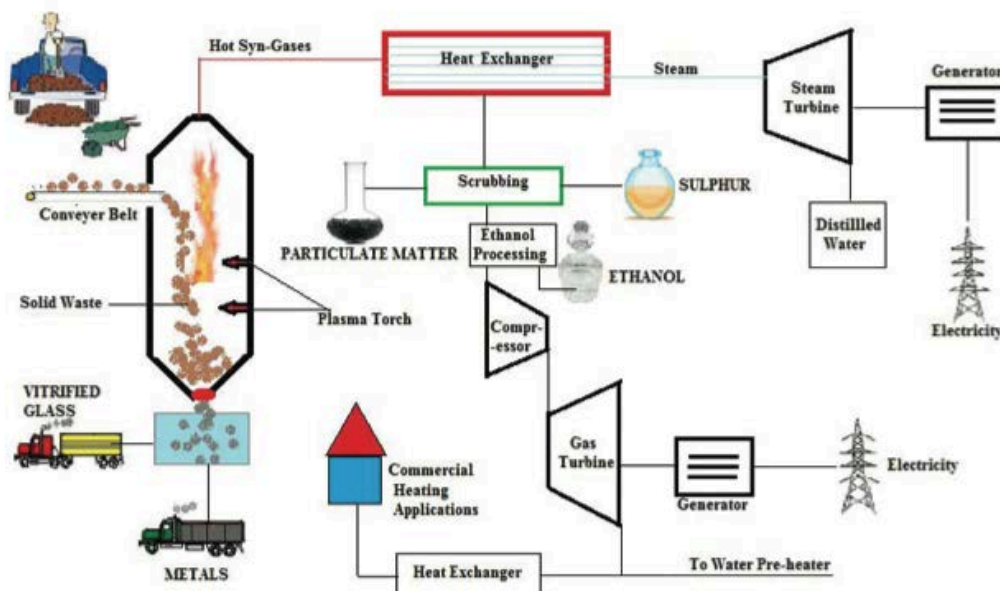 Hot Syn-Gases
Heat Exchanger
Steam
Steam
Turbine
Generator
Conveyer Belt
Scrubbing
SULPHUR
PARTICULATE MATTER
Ethanol
Processing
ETHANOL
Distillled
Water
Solid Waste
Plasma Torch
Compr-
-essor
Electricity
VITRIFIED
GLASS
Commercial
Heating
Applications
Gas
Turbine
Generator
Electricity
METALS
Heat Exchanger
To Water Pre-heater